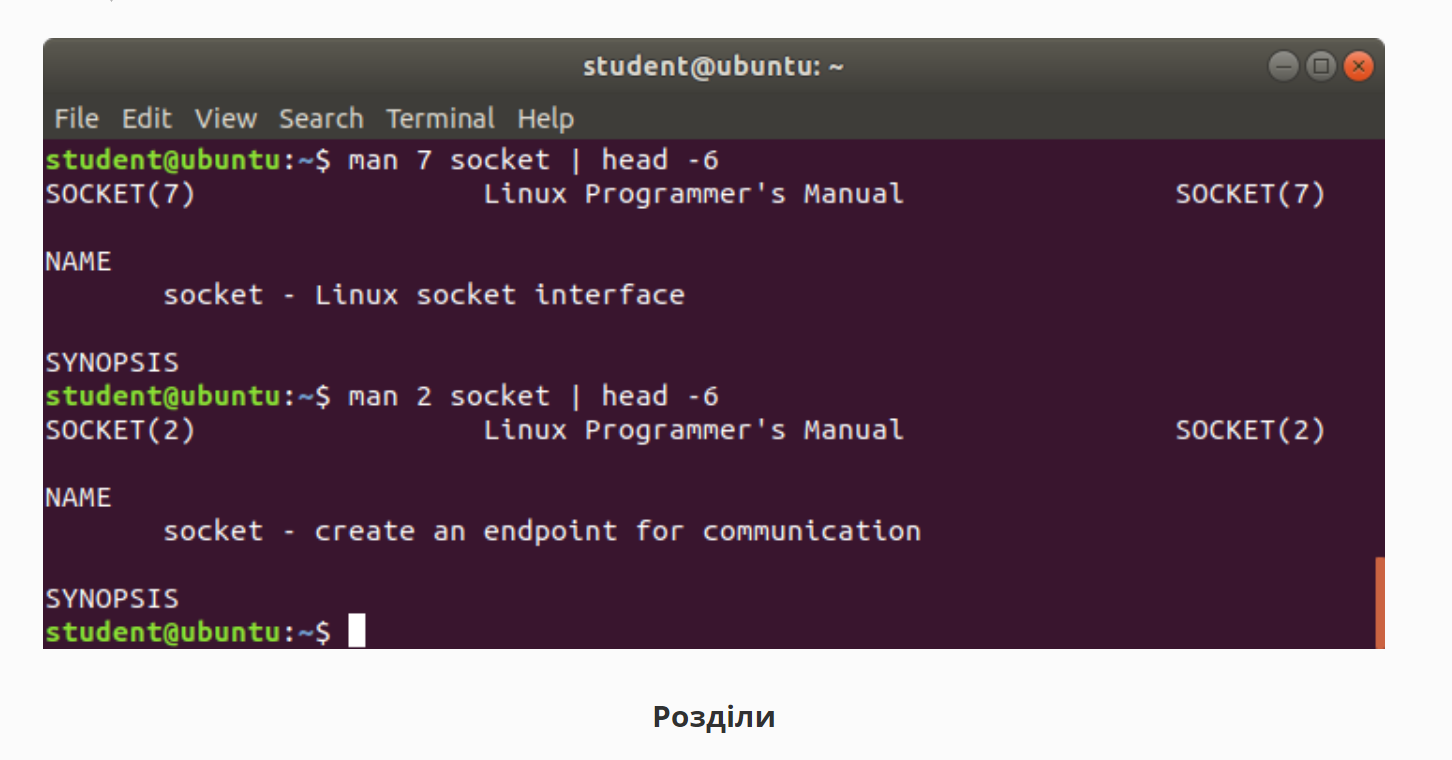 student@ubuntu: ~
File Edit View Search Terminal Help
student@ubuntu:~$ man 7 socket | head -6
SOCKET(7) Linux Programmer's Manual SOCKET(7)
NAME
socket - Linux socket interface
SYNOPSIS
student@ubuntu:~$ man 2 socket | head -6
SOCKET(2) Linux Programmer's Manual SOCKET(2)
NAME
socket - create an endpoint for communication
SYNOPSIS
student@ubuntu:~$
Розділи